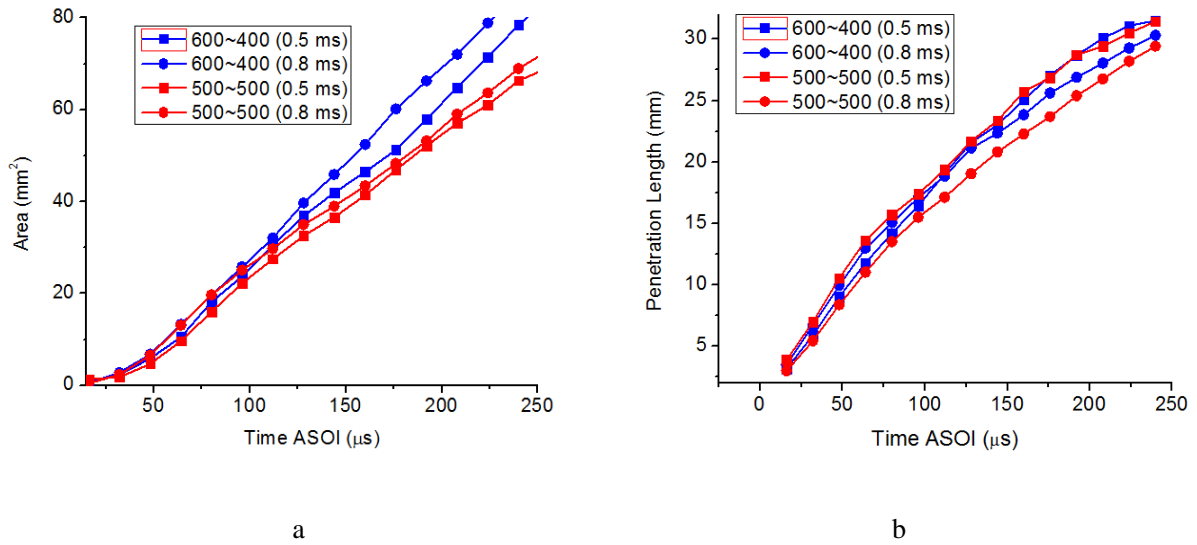 600~400 (0.5 ms)
600~400 (0.8 ms)
500~500 (0.5 ms)
500~500 (0.8 ms)
Area (mm²)
80
60
40
20
0
50 100 150 200 250
Time ASOI (μs)
a
600~400 (0.5 ms)
600~400 (0.8 ms)
500~500 (0.5 ms)
500~500 (0.8 ms)
Penetration Length (mm)
30
25
20
15
10
5
0 50 100 150 200 250
Time ASOI (μs)
b